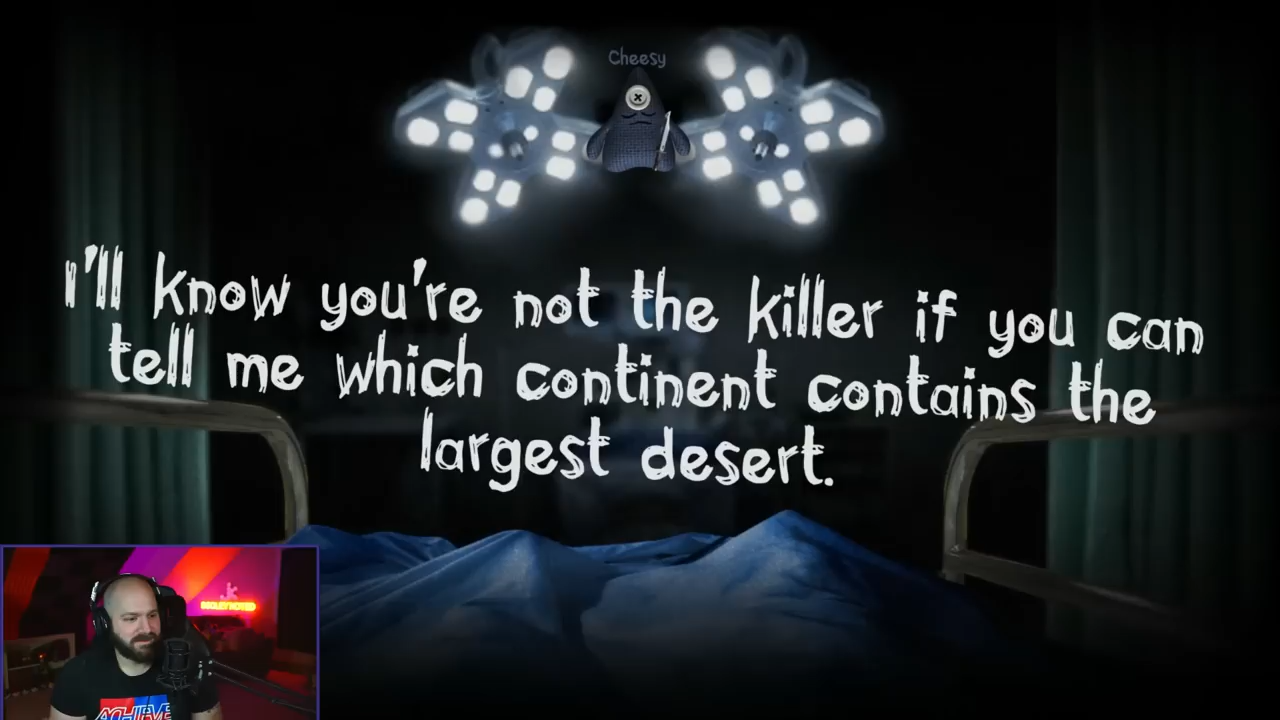 Cheesy
I'll know you're not the killer if you can
tell me which continent contains the
largest desert.
ACHIEVE